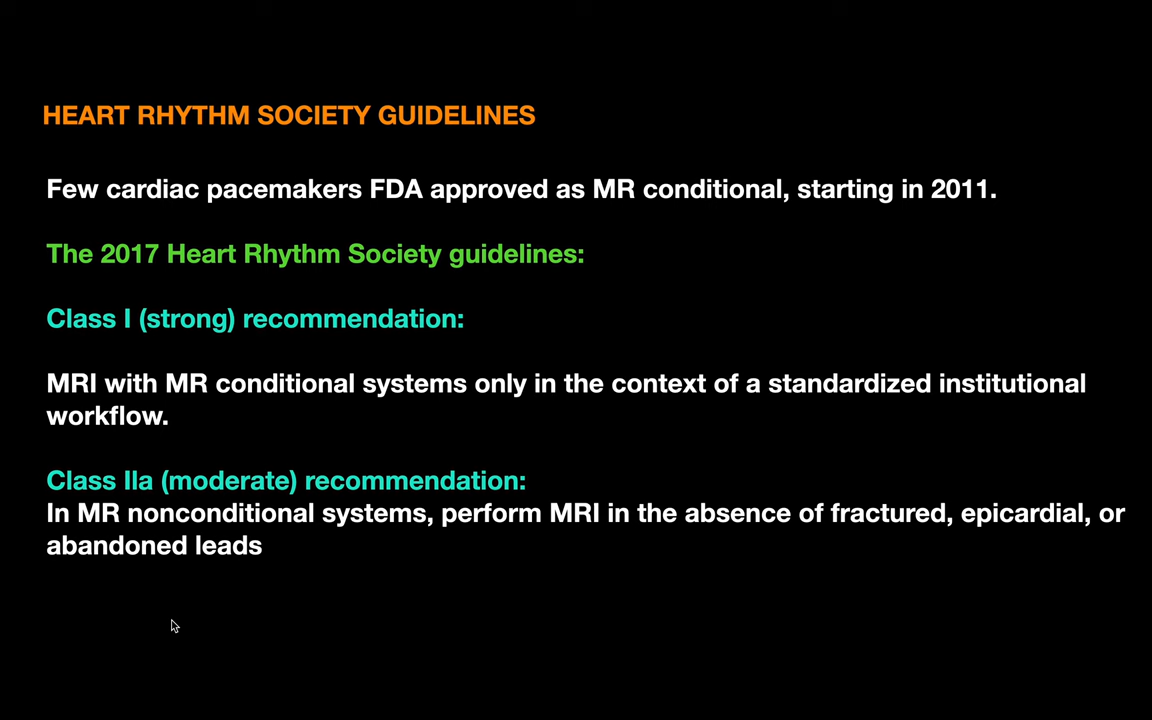 HEART RHYTHM SOCIETY GUIDELINES
Few cardiac pacemakers FDA approved as MR conditional, starting in 2011.
The 2017 Heart Rhythm Society guidelines:
Class I (strong) recommendation:
MRI with MR conditional systems only in the context of a standardized institutional
workflow.
Class IIa (moderate) recommendation:
In MR nonconditional systems, perform MRI in the absence of fractured, epicardial, or
abandoned leads